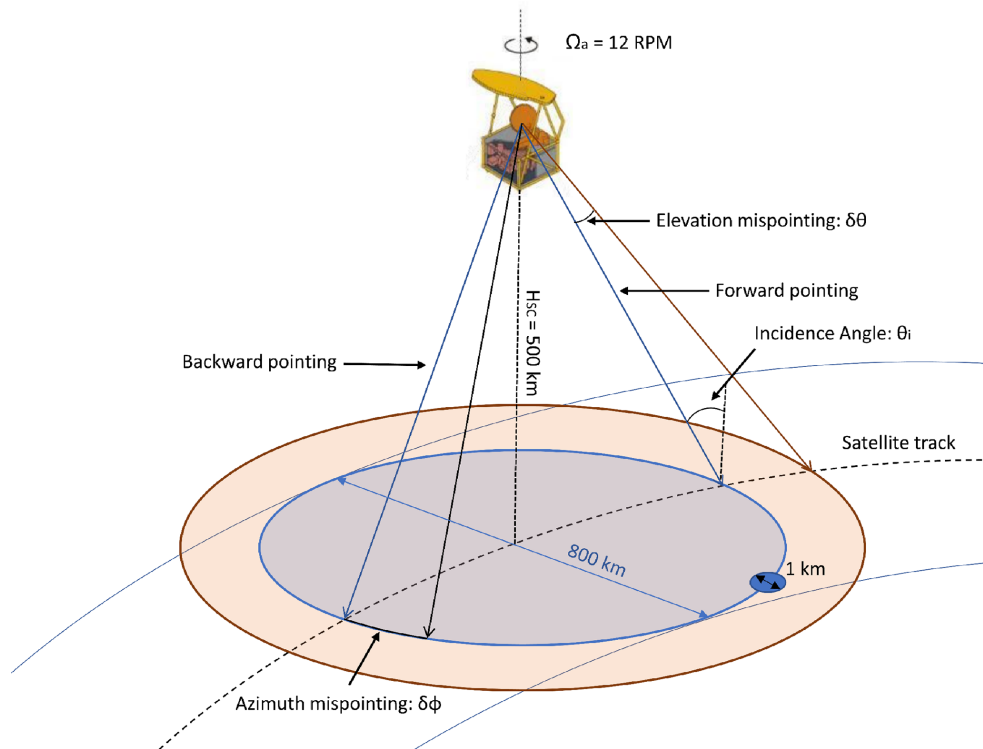 Ωa = 12 RPM
Elevation mispointing: δθ
Forward pointing
Incidence Angle: θi
HSC = 500 km
Backward pointing
Satellite track
800 km
1 km
Azimuth mispointing: δϕ